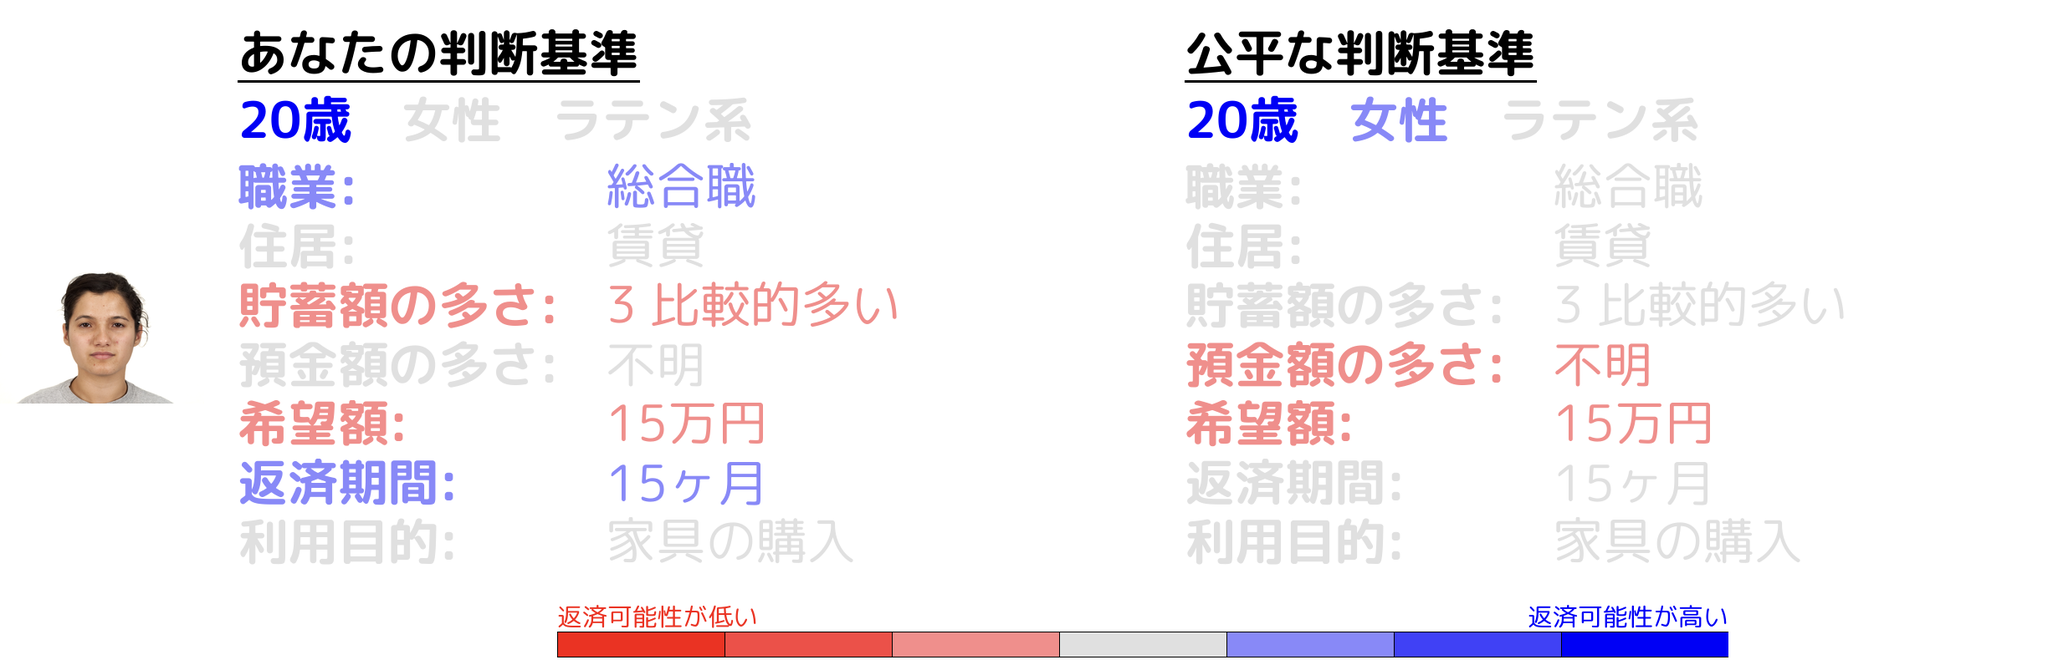 あなたの判断基準
20歳 女性 ラテン系
職業: 総合職
住居: 賃貸
貯蓄額の多さ: 3 比較的多い
預金額の多さ: 不明
希望額: 15万円
返済期間: 15ヶ月
利用目的: 家具の購入
公平な判断基準
20歳 女性 ラテン系
職業: 総合職
住居: 賃貸
貯蓄額の多さ: 3 比較的多い
預金額の多さ: 不明
希望額: 15万円
返済期間: 15ヶ月
利用目的: 家具の購入
返済可能性が低い
返済可能性が高い